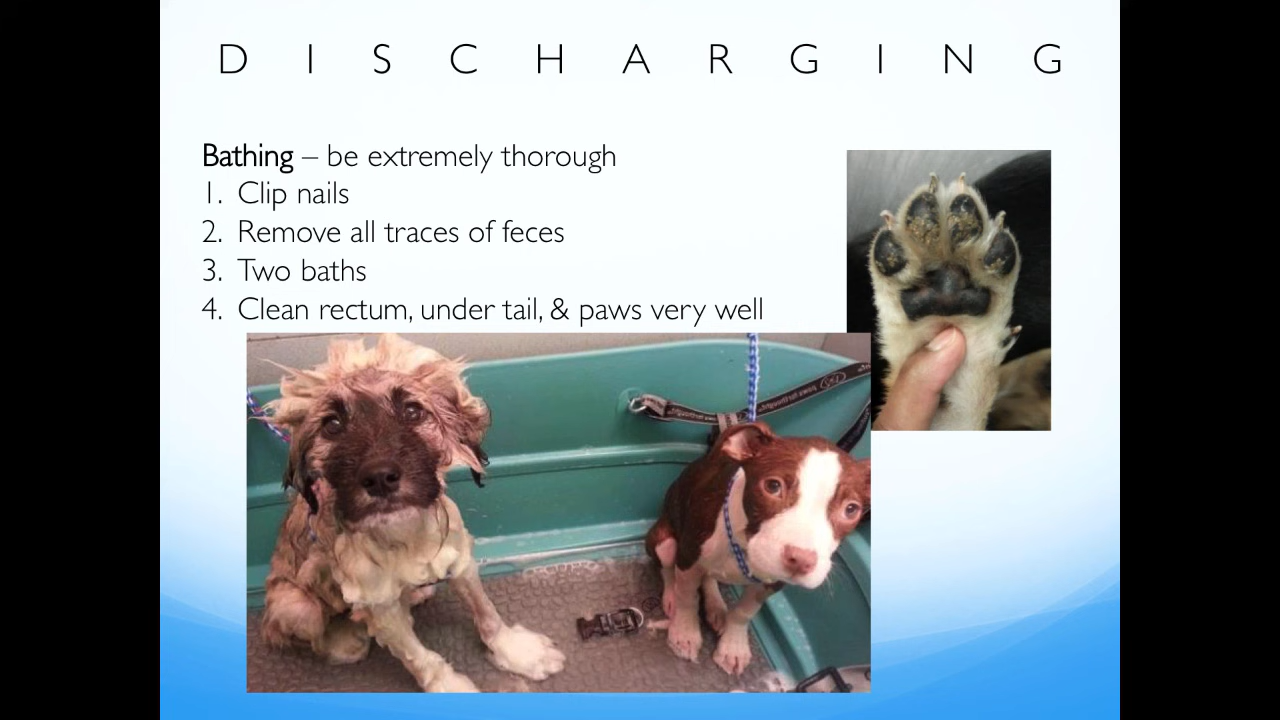 DISCHARGING
Bathing – be extremely thorough
1. Clip nails
2. Remove all traces of feces
3. Two baths
4. Clean rectum, under tail, & paws very well